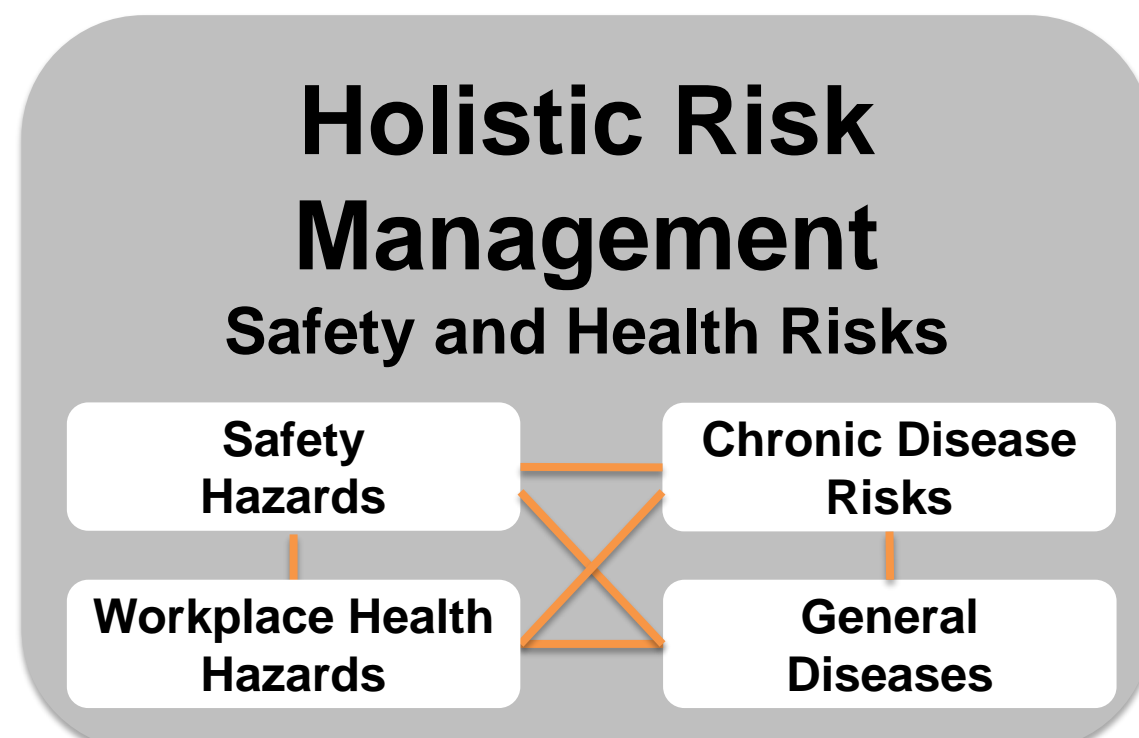 Holistic Risk
Management
Safety and Health Risks
Safety
Hazards
Chronic Disease
Risks
Workplace Health
Hazards
General
Diseases